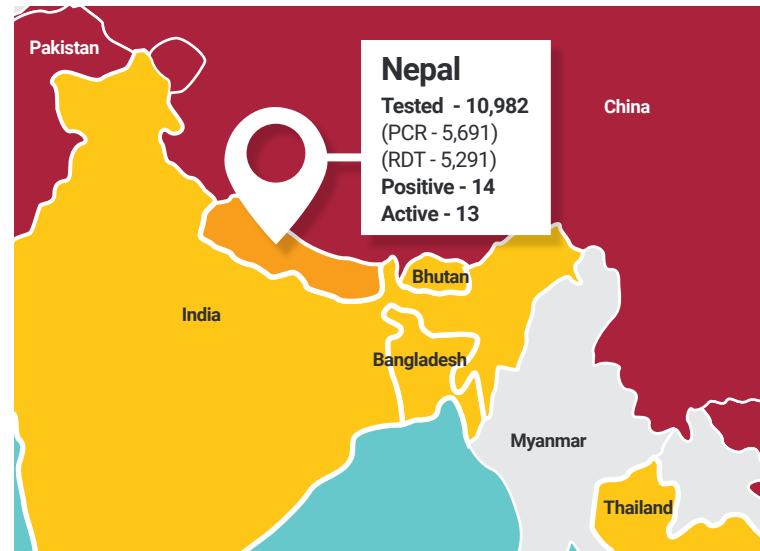 Pakistan
Nepal
Tested - 10,982
(PCR - 5,691)
(RDT - 5,291)
Positive - 14
Active - 13
China
Bhutan
India
Bangladesh
Myanmar
Thailand